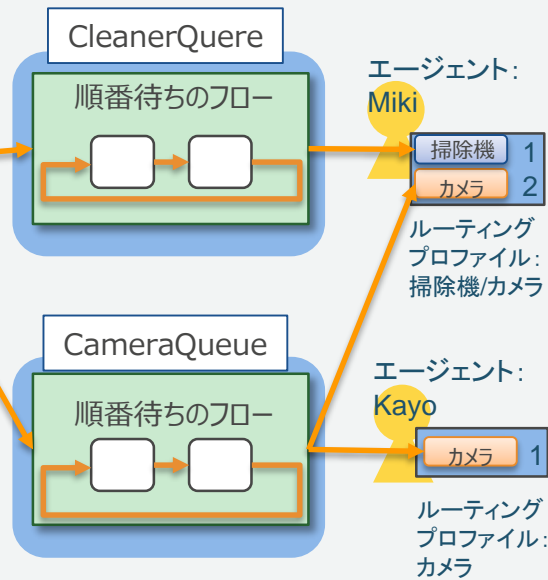 CleanerQuere
順番待ちのフロー
エージェント:
Miki
掃除機 1
カメラ 2
ルーティング
プロファイル:
掃除機/カメラ
CameraQueue
順番待ちのフロー
エージェント:
Kayo
カメラ 1
ルーティング
プロファイル:
カメラ